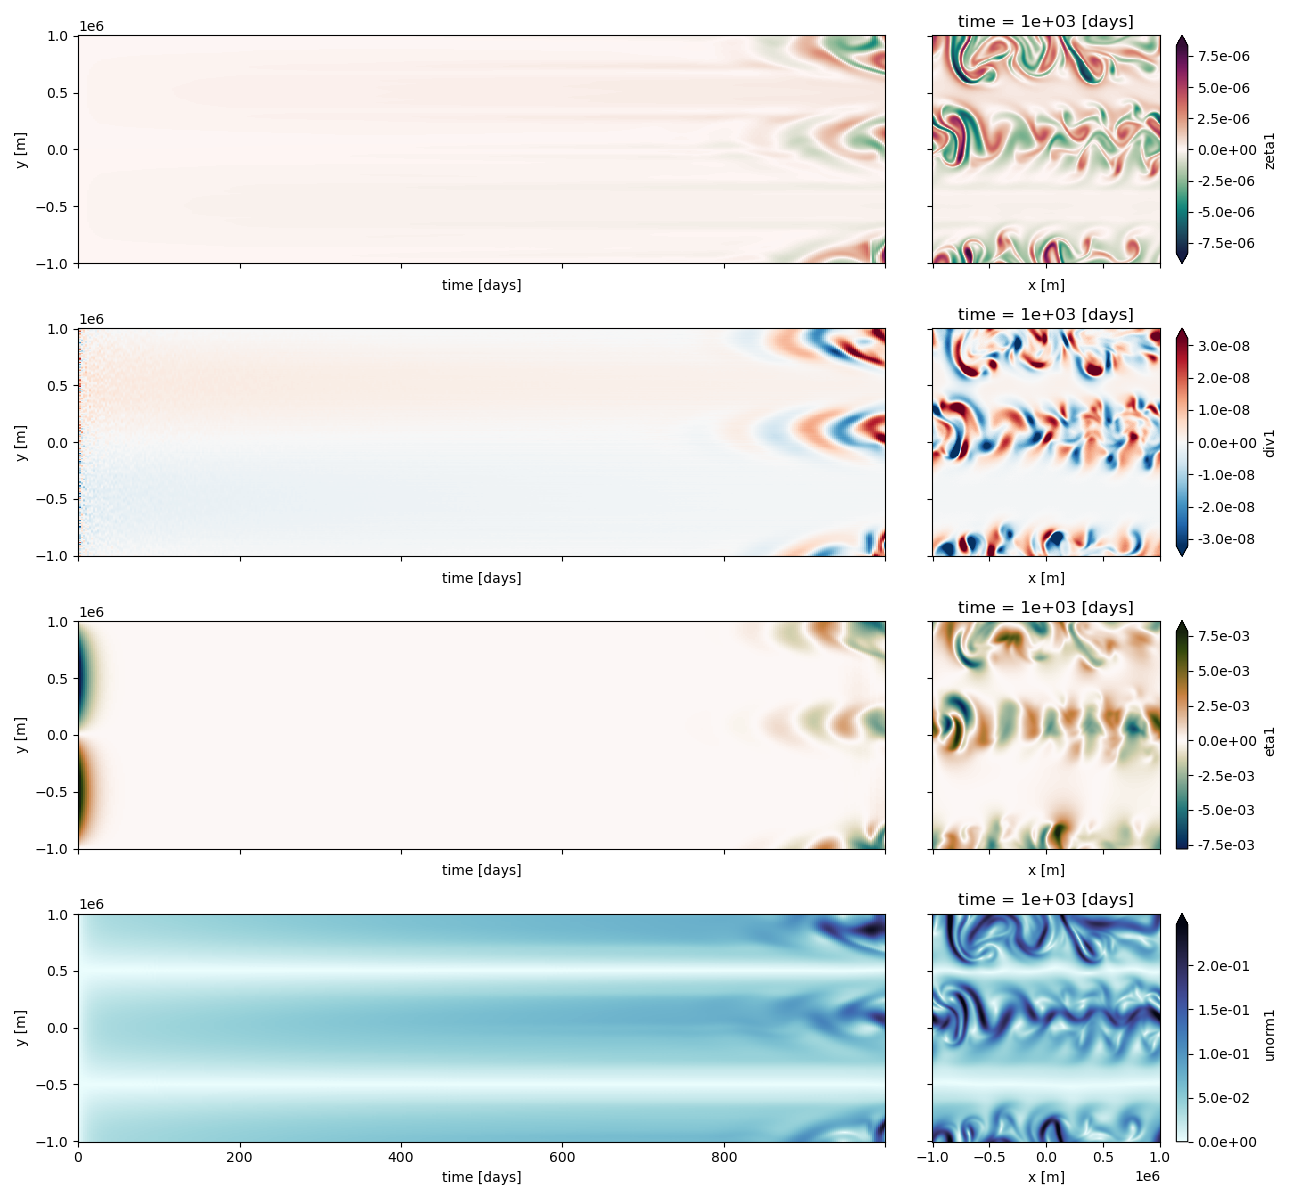 1e6
time = 1e+03 [days]
1.0
0.5
0.0
−0.5
−1.0
y [m]
time [days]
x [m]
7.5e-06
5.0e-06
2.5e-06
0.0e+00
-2.5e-06
-5.0e-06
-7.5e-06
zeta1
1e6
time = 1e+03 [days]
1.0
0.5
0.0
−0.5
−1.0
y [m]
time [days]
x [m]
3.0e-08
2.0e-08
1.0e-08
0.0e+00
-1.0e-08
-2.0e-08
-3.0e-08
div1
1e6
time = 1e+03 [days]
1.0
0.5
0.0
−0.5
−1.0
y [m]
time [days]
x [m]
7.5e-03
5.0e-03
2.5e-03
0.0e+00
-2.5e-03
-5.0e-03
-7.5e-03
eta1
1e6
time = 1e+03 [days]
1.0
0.5
0.0
−0.5
−1.0
y [m]
0 200 400 600 800
time [days]
−1.0 −0.5 0.0 0.5 1.0
x [m]
1e6
2.0e-01
1.5e-01
1.0e-01
5.0e-02
0.0e+00
unorm1